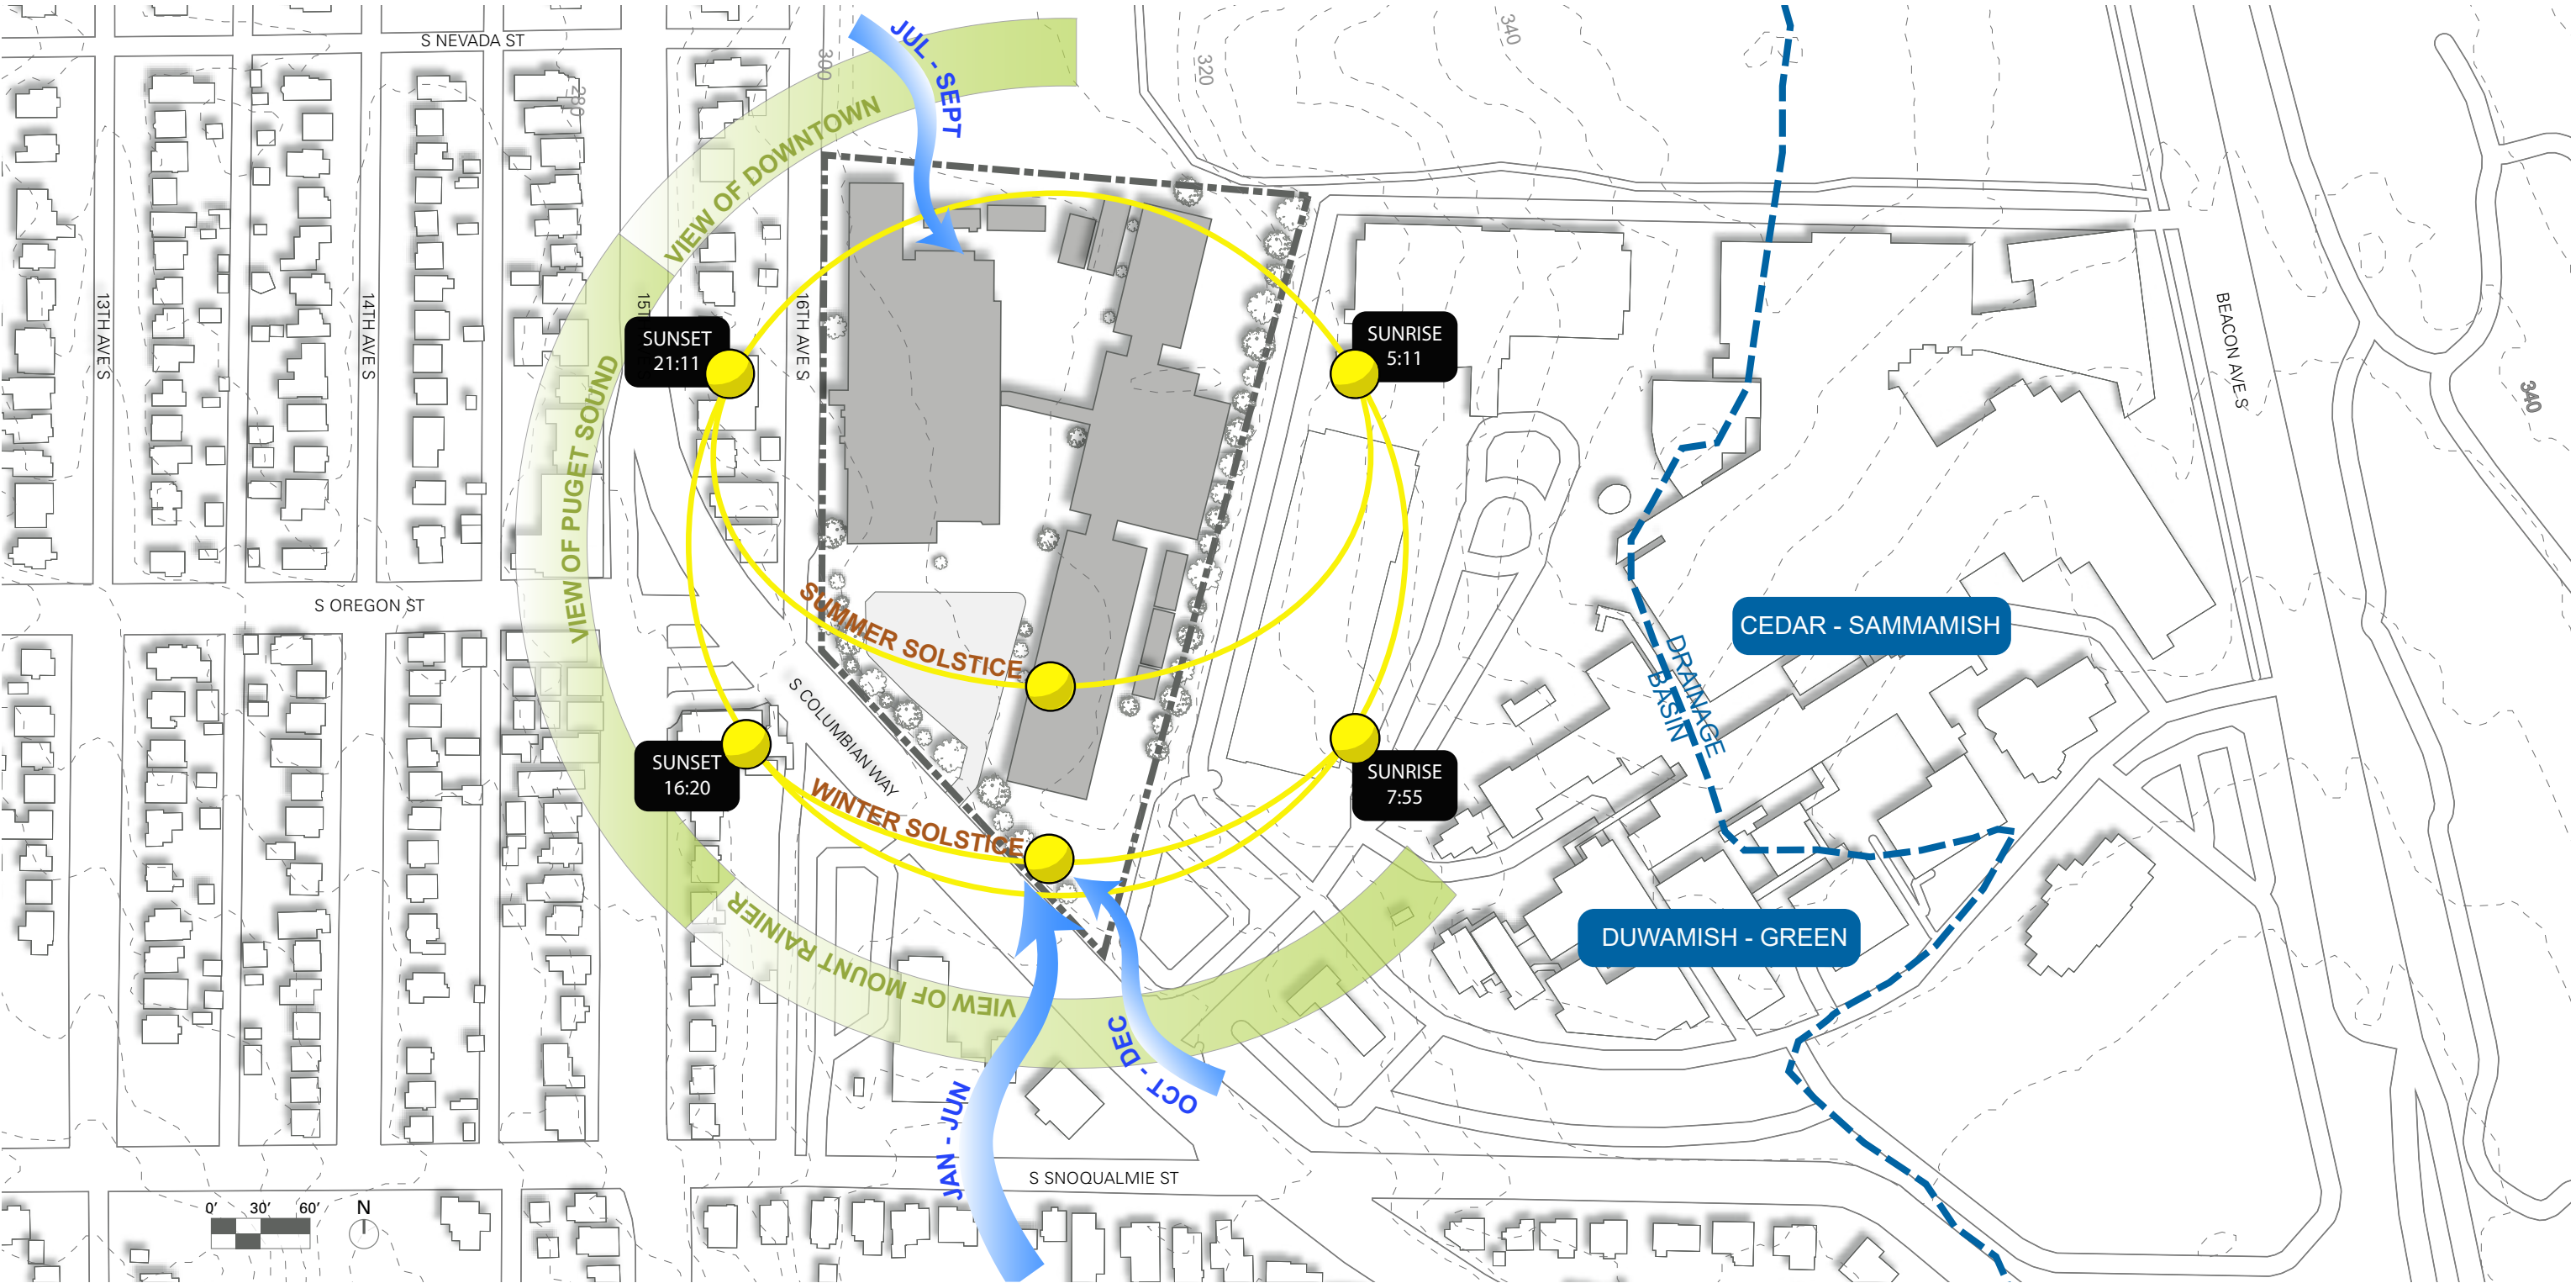 S NEVADA ST
JUL - SEPT
300
320
340
280
VIEW OF DOWNTOWN
13TH AVE S
14TH AVE S
16TH AVE S
BEACON AVE S
SUNSET
21:11
SUNRISE
5:11
340
VIEW OF PUGET SOUND
S OREGON ST
SUMMER SOLSTICE
CEDAR - SAMMAMISH
DRAINAGE
BASIN
S COLUMBIAN WAY
SUNSET
16:20
WINTER SOLSTICE
SUNRISE
7:55
VIEW OF MOUNT RAINIER
DUWAMISH - GREEN
OCT - DEC
JAN - JUN
S SNOQUALMIE ST
0' 30' 60'
N